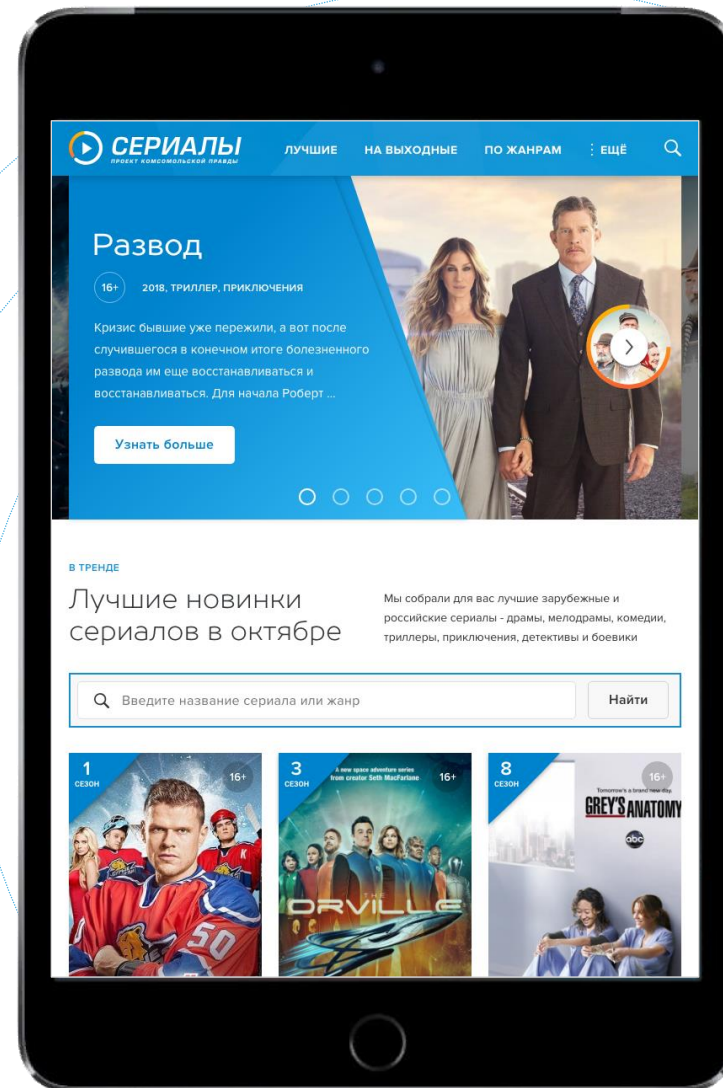 СЕРИАЛЫ
ПРОЕКТ КОМСОМОЛЬСКОЙ ПРАВДЫ
ЛУЧШИЕ НА ВЫХОДНЫЕ ПО ЖАНРАМ ЕЩЁ
Развод
16+ 2018, ТРИЛЛЕР, ПРИКЛЮЧЕНИЯ
Кризис бывшие уже пережили, а вот после
случившегося в конечном итоге болезненного
развода им еще восстанавливаться и
восстанавливаться. Для начала Роберт ...
Узнать больше
В ТРЕНДЕ
Лучшие новинки
сериалов в октябре
Мы собрали для вас лучшие зарубежные и
российские сериалы - драмы, мелодрамы, комедии,
триллеры, приключения, детективы и боевики
Введите название сериала или жанр
Найти
1
СЕЗОН
16+
K
50
3
СЕЗОН
A new space adventure series
from creator Seth MacFarlane
16+
THE
ORVILLE
8
СЕЗОН
16+
Tomorrow's a brand new day.
GREY'S ANATOMY
abc